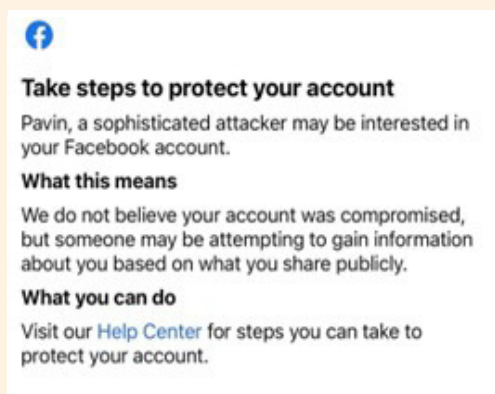 Take steps to protect your account
Pavin, a sophisticated attacker may be interested in
your Facebook account.
What this means
We do not believe your account was compromised,
but someone may be attempting to gain information
about you based on what you share publicly.
What you can do
Visit our Help Center for steps you can take to
protect your account.